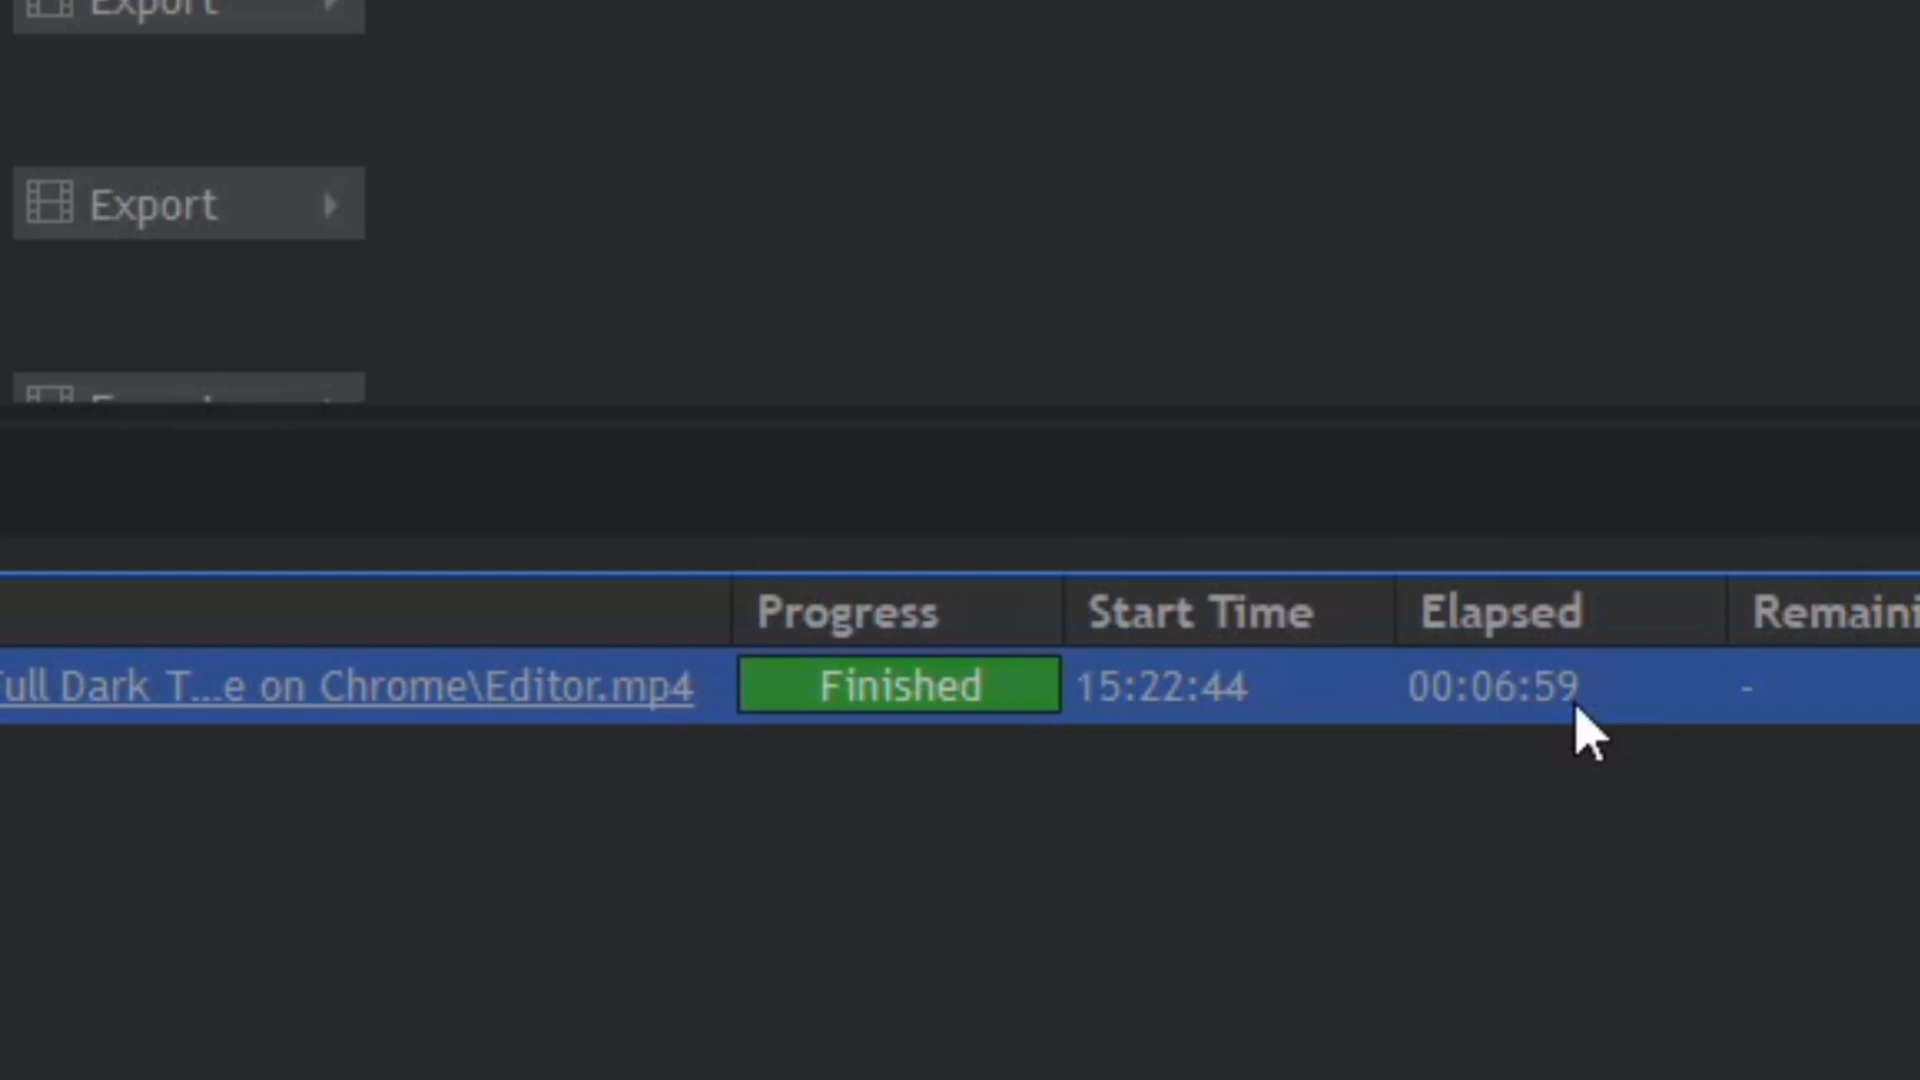 Export
Export
Progress Start Time Elapsed Remaini
ull Dark T...e on Chrome\Editor.mp4 Finished 15:22:44 00:06:59 -